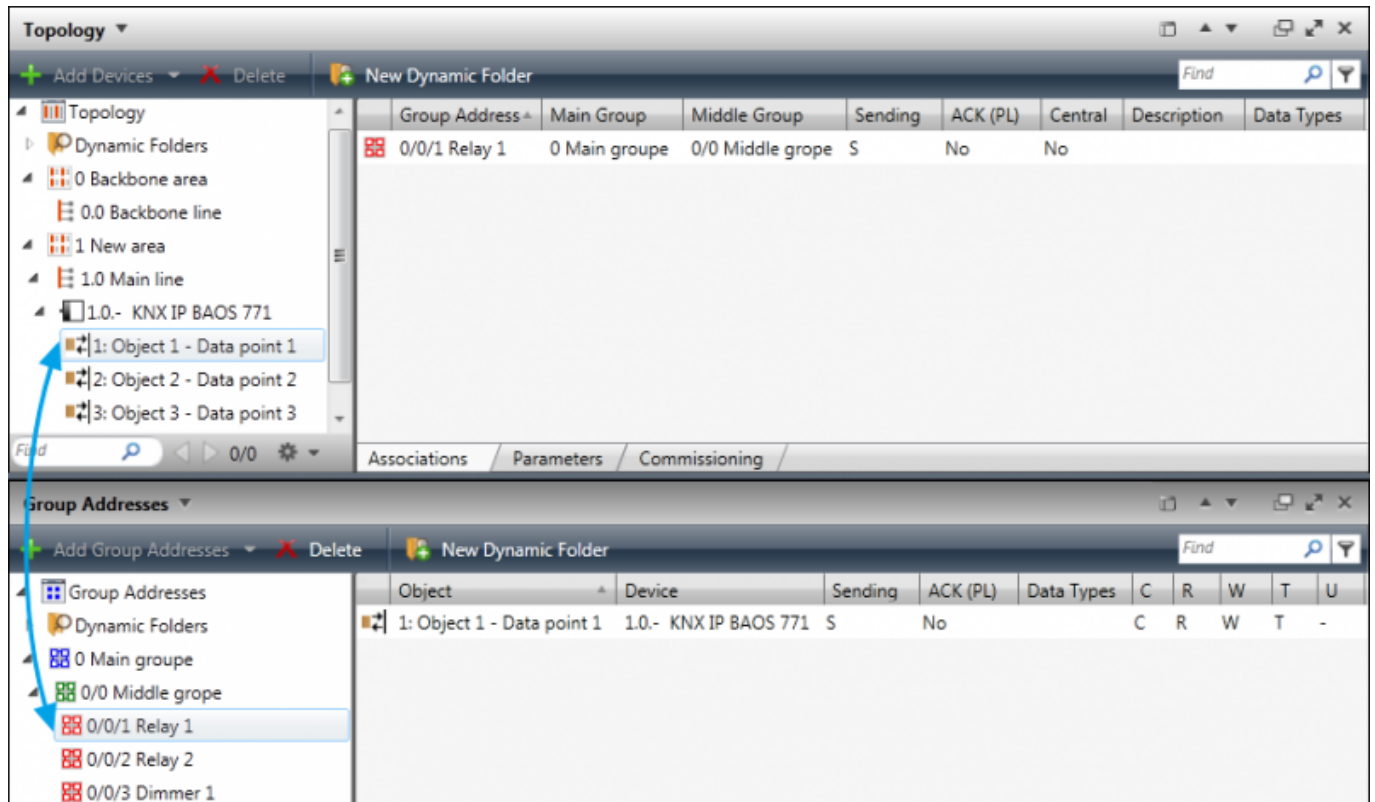 Topology
Add Devices Delete New Dynamic Folder Find
Topology
Dynamic Folders
0 Backbone area
0.0 Backbone line
1 New area
1.0 Main line
1.0.- KNX IP BAOS 771
1: Object 1 - Data point 1
2: Object 2 - Data point 2
3: Object 3 - Data point 3
Find 0/0
Group Address Main Group Middle Group Sending ACK (PL) Central Description Data Types
0/0/1 Relay 1 0 Main groupe 0/0 Middle grope S No No
Associations Parameters Commissioning
Group Addresses
Add Group Addresses Delete New Dynamic Folder Find
Group Addresses
Dynamic Folders
0 Main groupe
0/0 Middle grope
0/0/1 Relay 1
0/0/2 Relay 2
0/0/3 Dimmer 1
Object Device Sending ACK (PL) Data Types C R W T U
1: Object 1 - Data point 1 1.0.- KNX IP BAOS 771 S No C R W T -